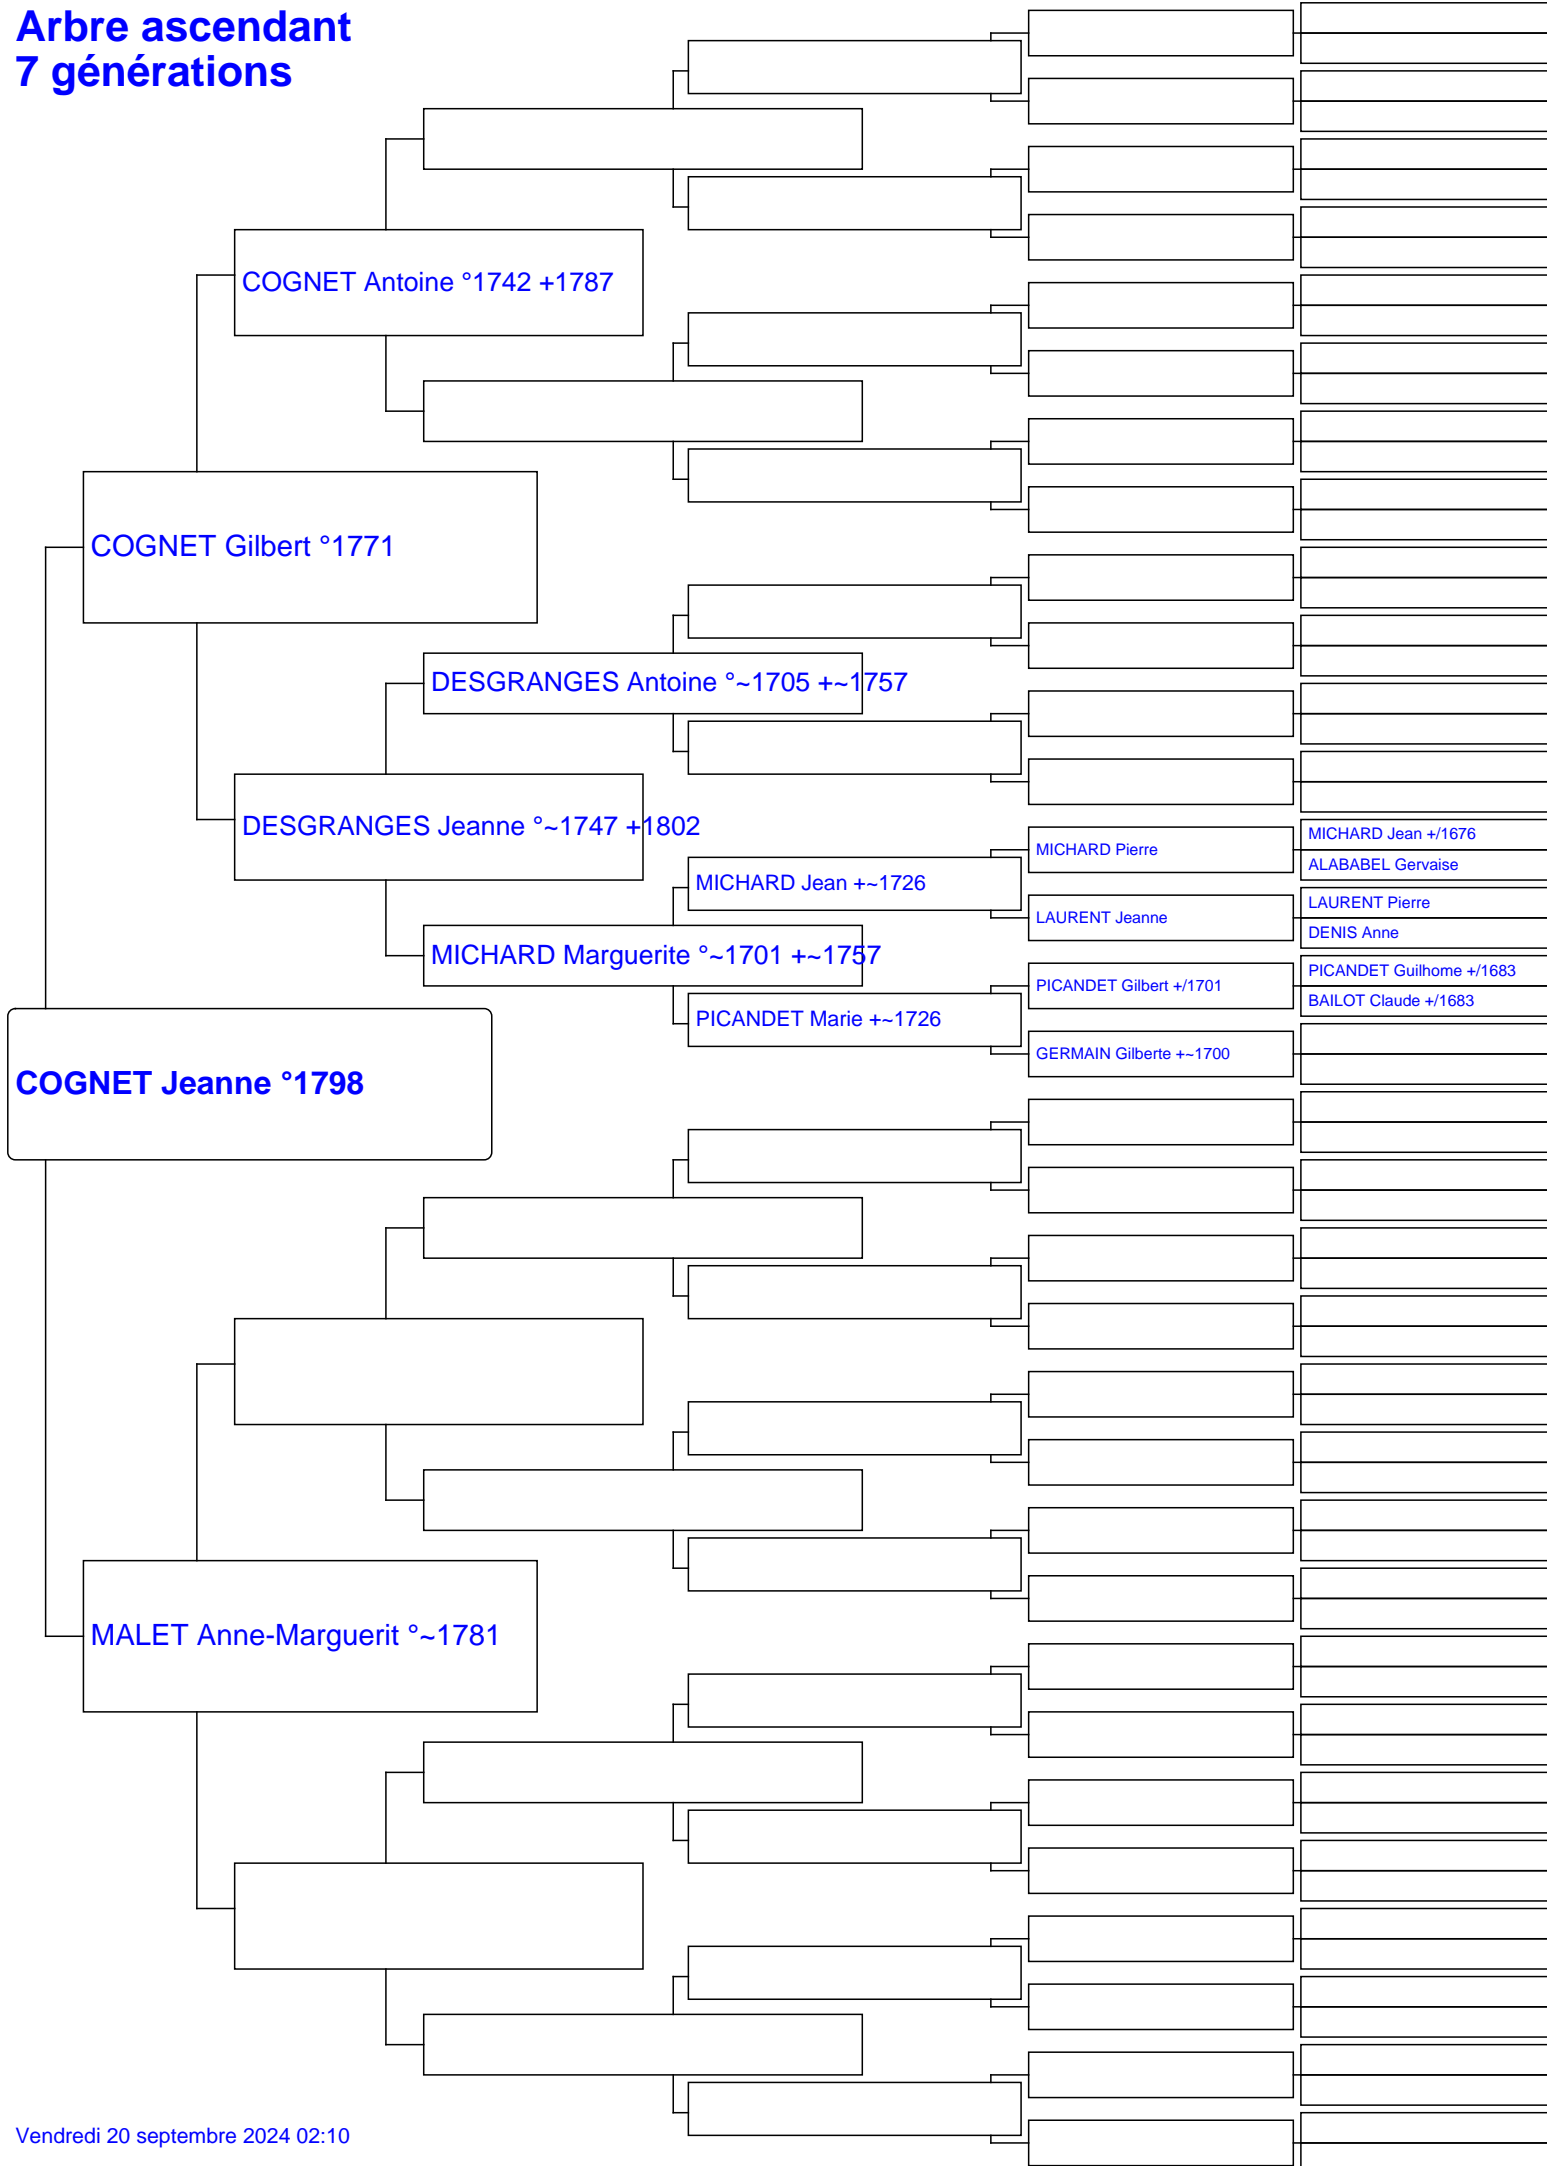 Arbre ascendant
7 générations
COGNET Antoine °1742 +1787
COGNET Gilbert °1771
DESGRANGES Antoine °~1705 +~1757
DESGRANGES Jeanne °~1747 +1802
MICHARD Jean +/1676
MICHARD Pierre
ALABABEL Gervaise
MICHARD Jean +~1726
LAURENT Pierre
LAURENT Jeanne
DENIS Anne
MICHARD Marguerite °~1701 +~1757
PICANDET Guilhome +/1683
PICANDET Gilbert +/1701
BAILOT Claude +/1683
PICANDET Marie +~1726
GERMAIN Gilberte +~1700
COGNET Jeanne °1798
MALET Anne-Marguerit °~1781
Vendredi 20 septembre 2024 02:10